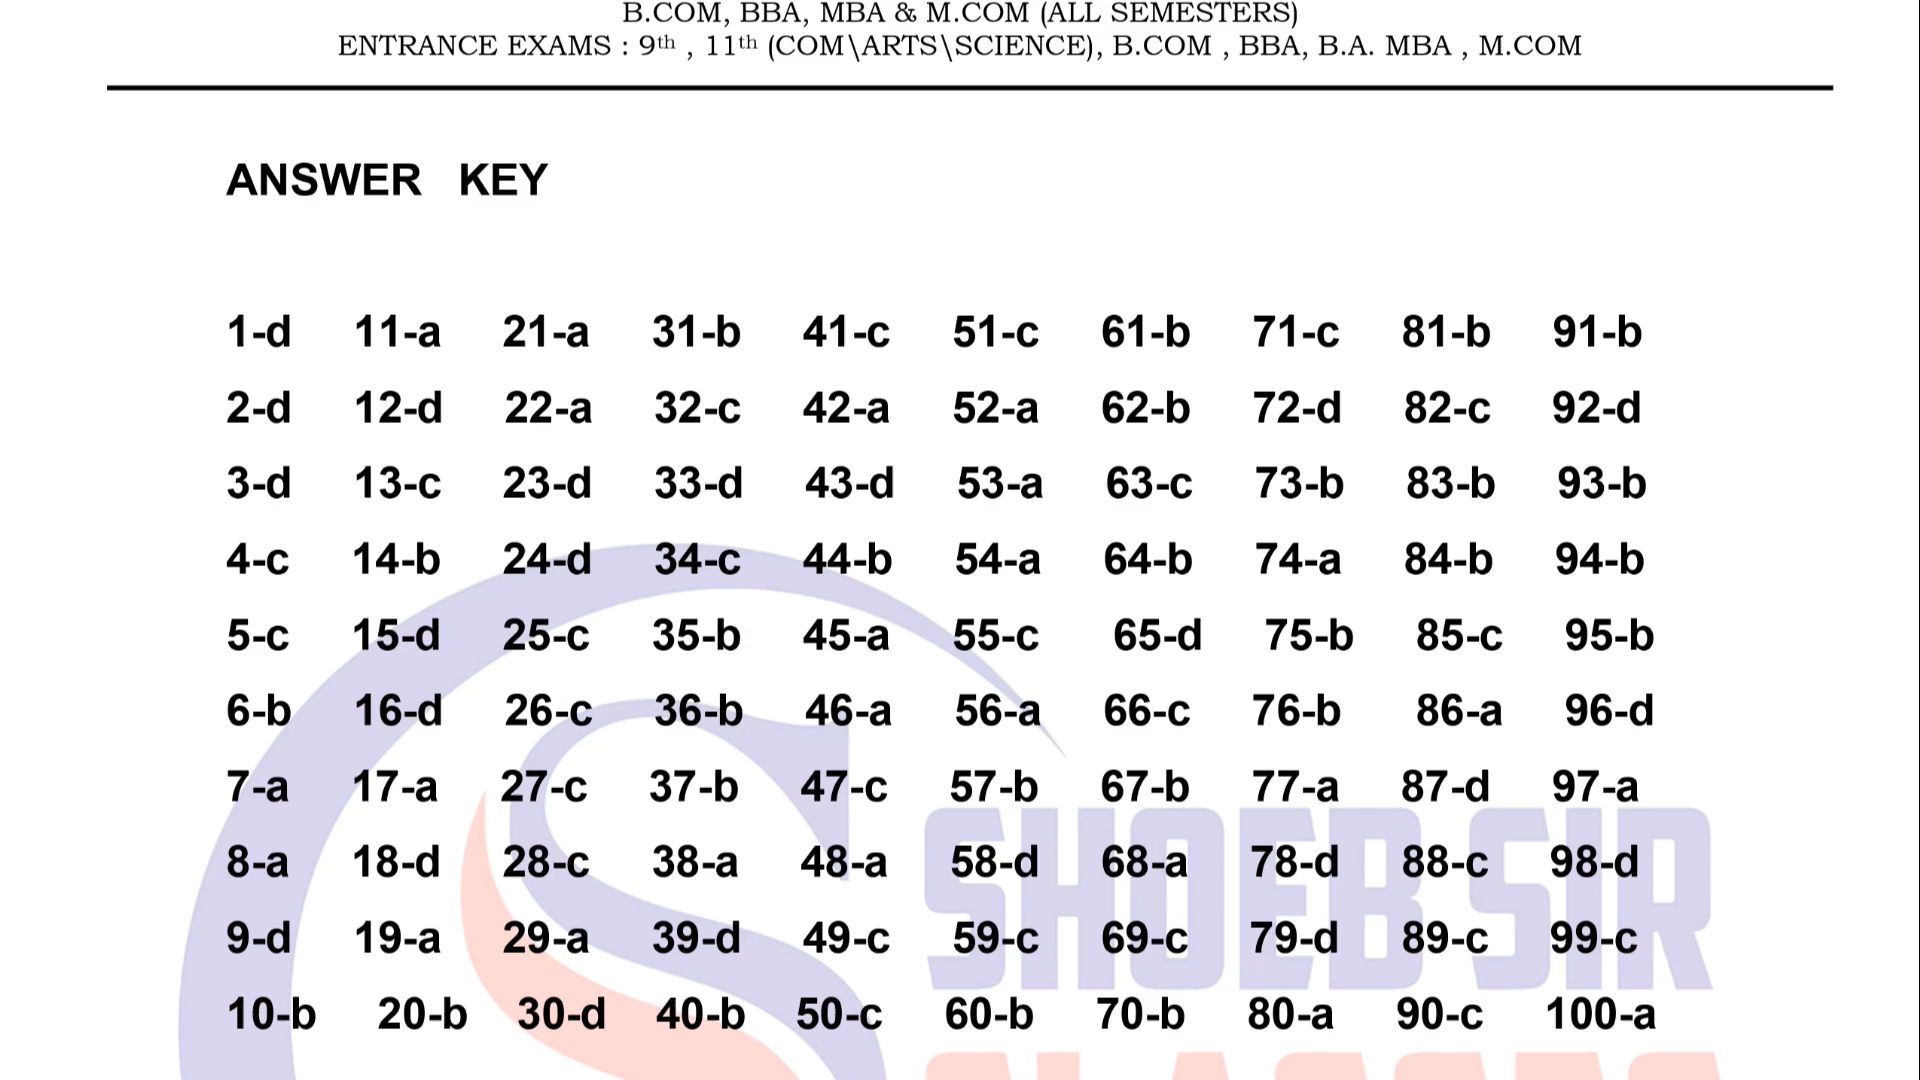 B.COM, BBA, MBA & M.COM (ALL SEMESTERS)
ENTRANCE EXAMS : 9th , 11th (COM\ARTS\SCIENCE), B.COM , BBA, B.A. MBA , M.COM
ANSWER KEY
1-d 11-a 21-a 31-b 41-c 51-c 61-b 71-c 81-b 91-b
2-d 12-d 22-a 32-c 42-a 52-a 62-b 72-d 82-c 92-d
3-d 13-c 23-d 33-d 43-d 53-a 63-c 73-b 83-b 93-b
4-c 14-b 24-d 34-c 44-b 54-a 64-b 74-a 84-b 94-b
5-c 15-d 25-c 35-b 45-a 55-c 65-d 75-b 85-c 95-b
6-b 16-d 26-c 36-b 46-a 56-a 66-c 76-b 86-a 96-d
7-a 17-a 27-c 37-b 47-c 57-b 67-b 77-a 87-d 97-a
8-a 18-d 28-c 38-a 48-a 58-d 68-a 78-d 88-c 98-d
9-d 19-a 29-a 39-d 49-c 59-c 69-c 79-d 89-c 99-c
10-b 20-b 30-d 40-b 50-c 60-b 70-b 80-a 90-c 100-a
SHOEB SIR